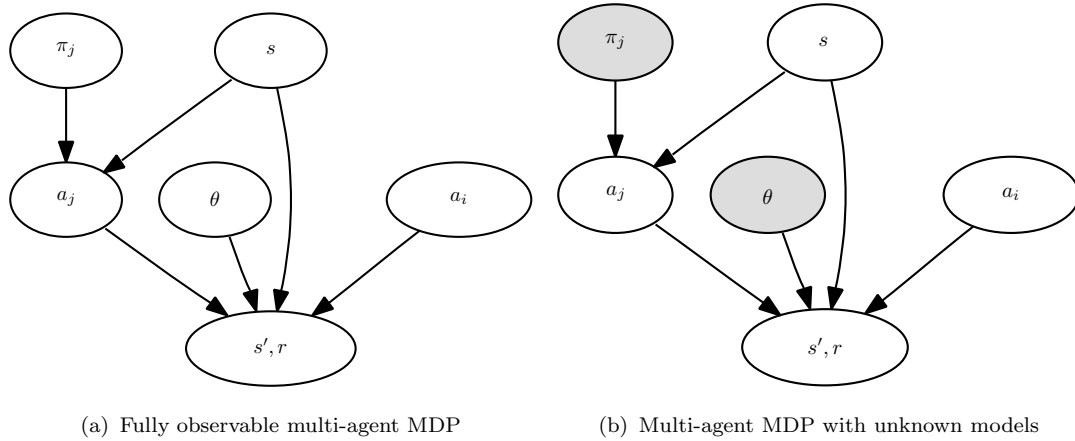 π_j s
a_j θ a_i
s′, r
(a) Fully observable multi-agent MDP
π_j s
a_j θ a_i
s′, r
(b) Multi-agent MDP with unknown models